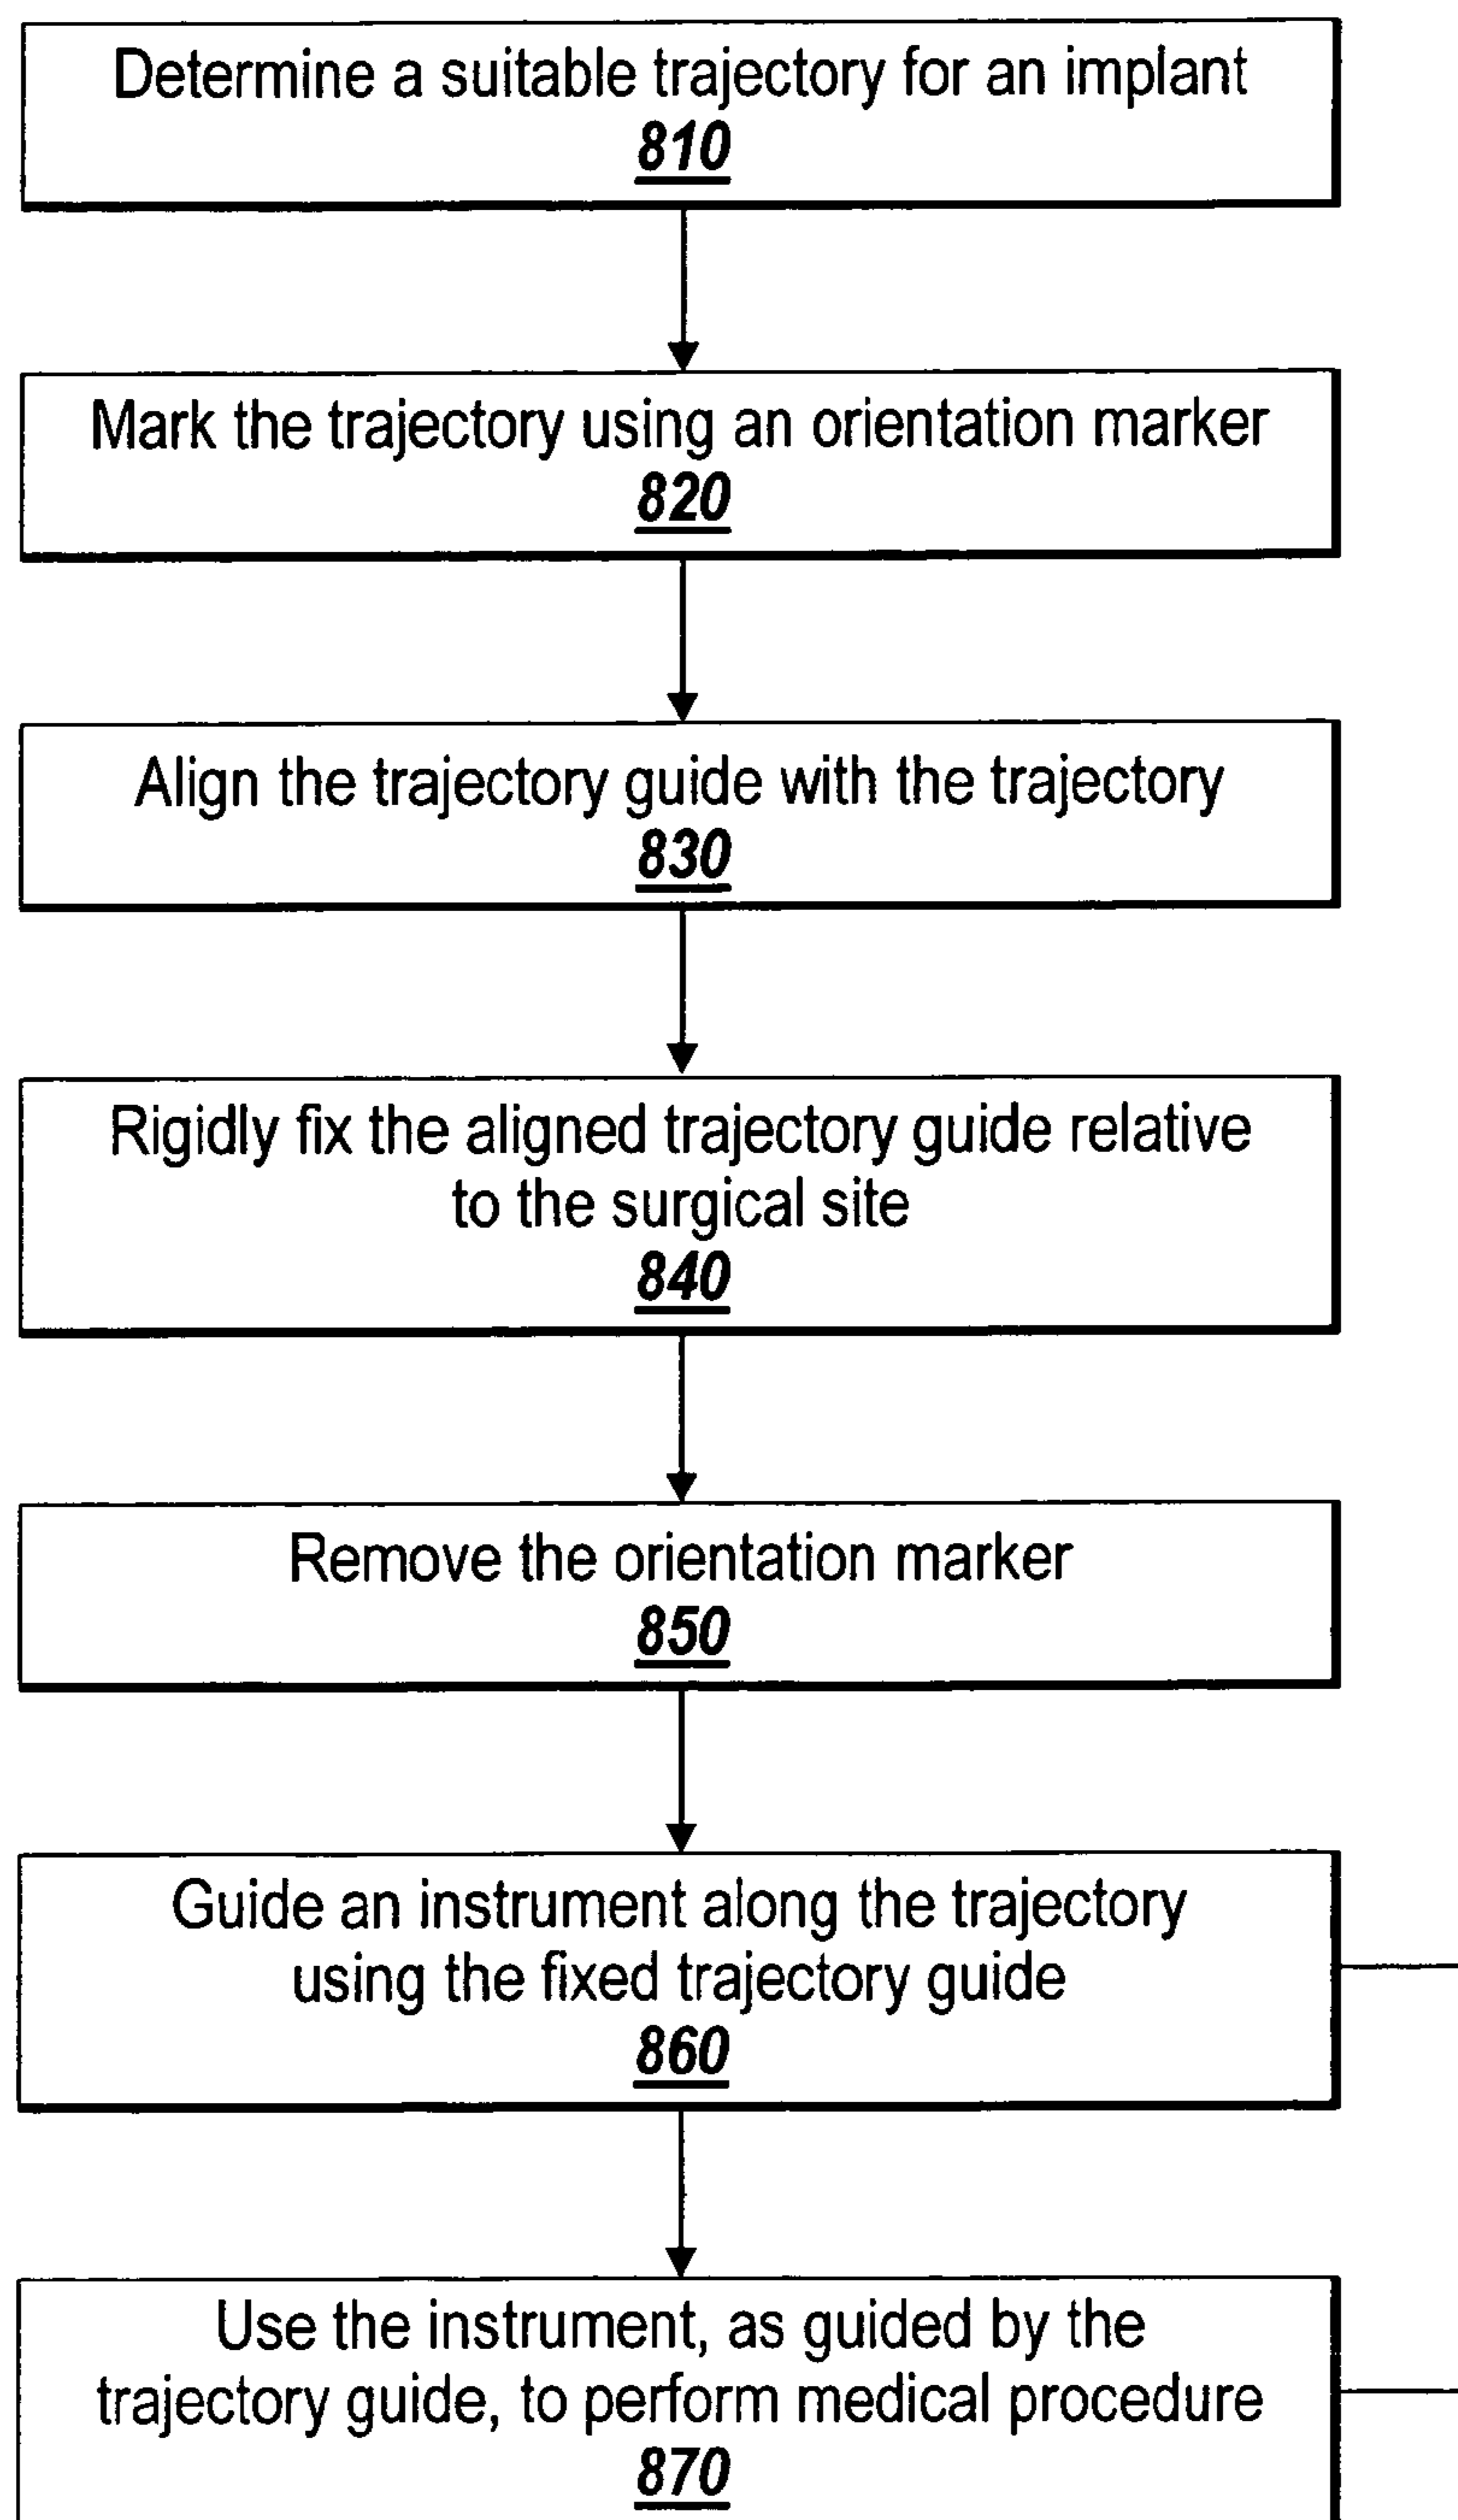 Determine a suitable trajectory for an implant
810
Mark the trajectory using an orientation marker
820
Align the trajectory guide with the trajectory
830
Rigidly fix the aligned trajectory guide relative
to the surgical site
840
Remove the orientation marker
850
Guide an instrument along the trajectory
using the fixed trajectory guide
860
Use the instrument, as guided by the
trajectory guide, to perform medical procedure
870